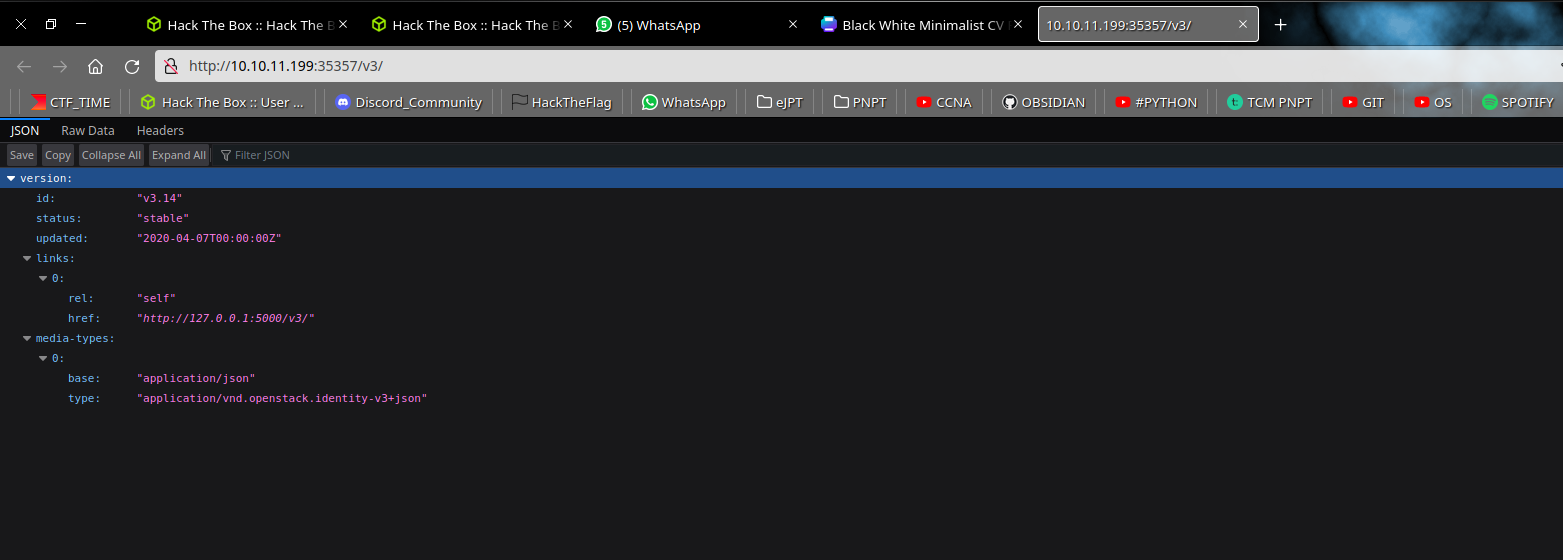 Hack The Box :: Hack The B
Hack The Box :: Hack The B
5 (5) WhatsApp
Black White Minimalist CV
10.10.11.199:35357/v3/
http://10.10.11.199:35357/v3/
CTF_TIME
Hack The Box :: User ...
Discord_Community
HackTheFlag
WhatsApp
eJPT
PNPT
CCNA
OBSIDIAN
#PYTHON
t: TCM PNPT
GIT
OS
SPOTIFY
JSON Raw Data Headers
Save Copy Collapse All Expand All Filter JSON
version:
id: "v3.14"
status: "stable"
updated: "2020-04-07T00:00:00Z"
links:
0:
rel: "self"
href: "http://127.0.0.1:5000/v3/"
media-types:
0:
base: "application/json"
type: "application/vnd.openstack.identity-v3+json"